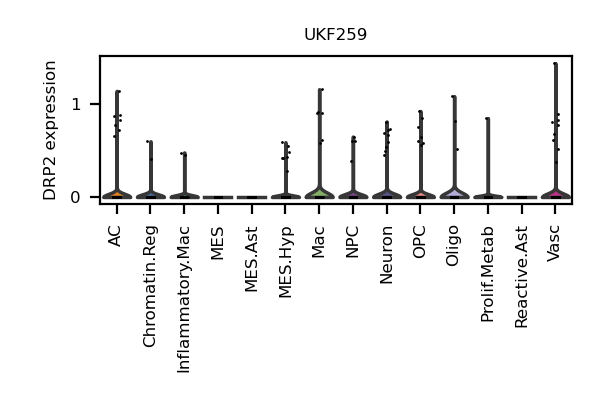 UKF259
DRP2 expression
1
0
AC
Chromatin.Reg
Inflammatory.Mac
MES
MES.Ast
MES.Hyp
Mac
NPC
Neuron
OPC
Oligo
Prolif.Metab
Reactive.Ast
Vasc